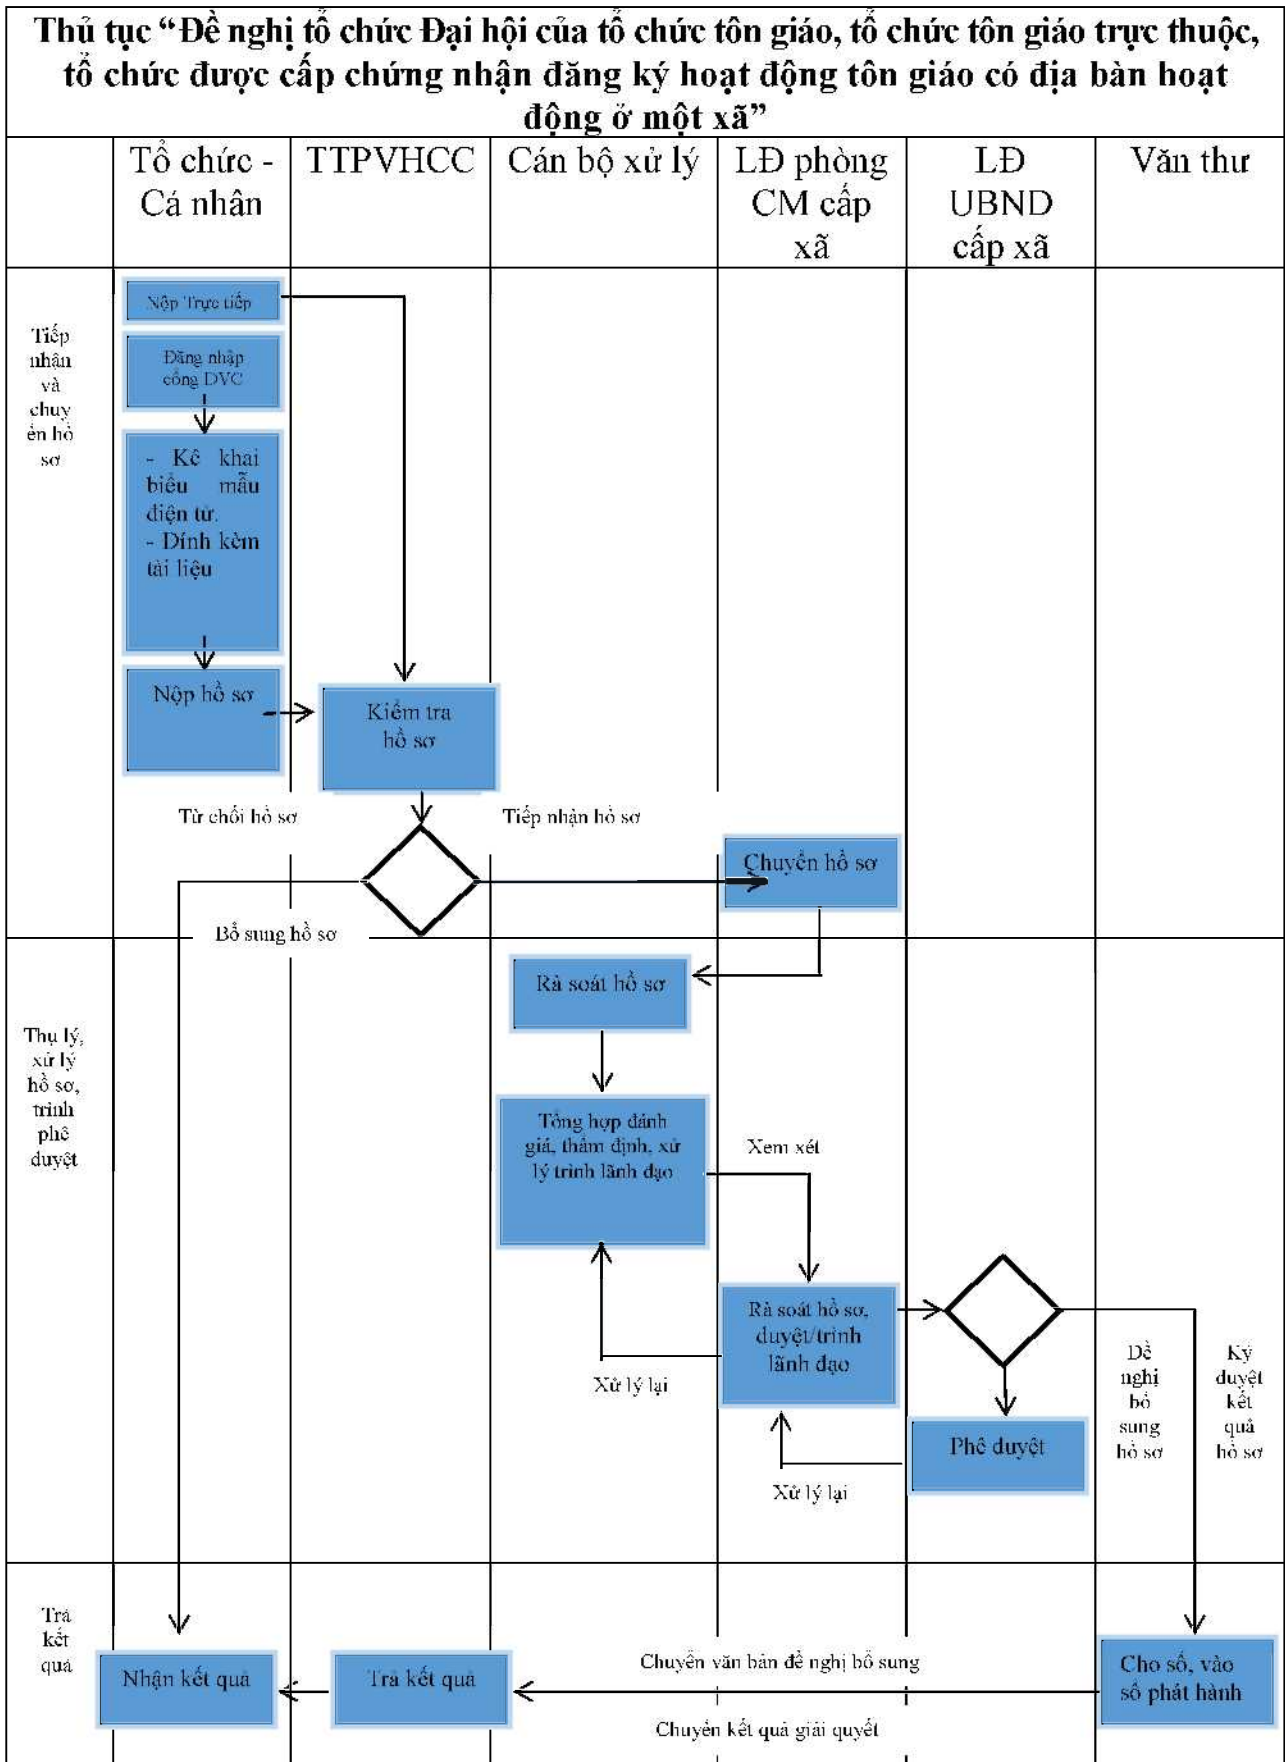 Thủ tục “Đề nghị tổ chức Đại hội của tổ chức tôn giáo, tổ chức tôn giáo trực thuộc,
tổ chức được cấp chứng nhận đăng ký hoạt động tôn giáo có địa bàn hoạt
động ở một xã”
Tổ chức -
Cá nhân
TTPVHCC
Cán bộ xử lý
LĐ phòng
CM cấp
xã
LĐ
UBND
cấp xã
Văn thư
Tiếp
nhận
và
chuy
ển hồ
sơ
Nộp Trực tiếp
Đăng nhập
cổng DVC
- Kê khai
biểu mẫu
điện tử.
- Đính kèm
tài liệu
Nộp hồ sơ
Kiểm tra
hồ sơ
Từ chối hồ sơ
Tiếp nhận hồ sơ
Chuyển hồ sơ
Bổ sung hồ sơ
Thụ lý,
xử lý
hồ sơ,
trình
phê
duyệt
Rà soát hồ sơ
Tổng hợp đánh
giá, thẩm định, xử
lý trình lãnh đạo
Xem xét
Rà soát hồ sơ,
duyệt/trình
lãnh đạo
Xử lý lại
Phê duyệt
Xử lý lại
Đề
nghị
bổ
sung
hồ sơ
Ký
duyệt
kết
quả
hồ sơ
Trả
kết
quả
Nhận kết quả
Trả kết quả
Chuyển văn bản đề nghị bổ sung
Chuyển kết quả giải quyết
Cho số, vào
sổ phát hành